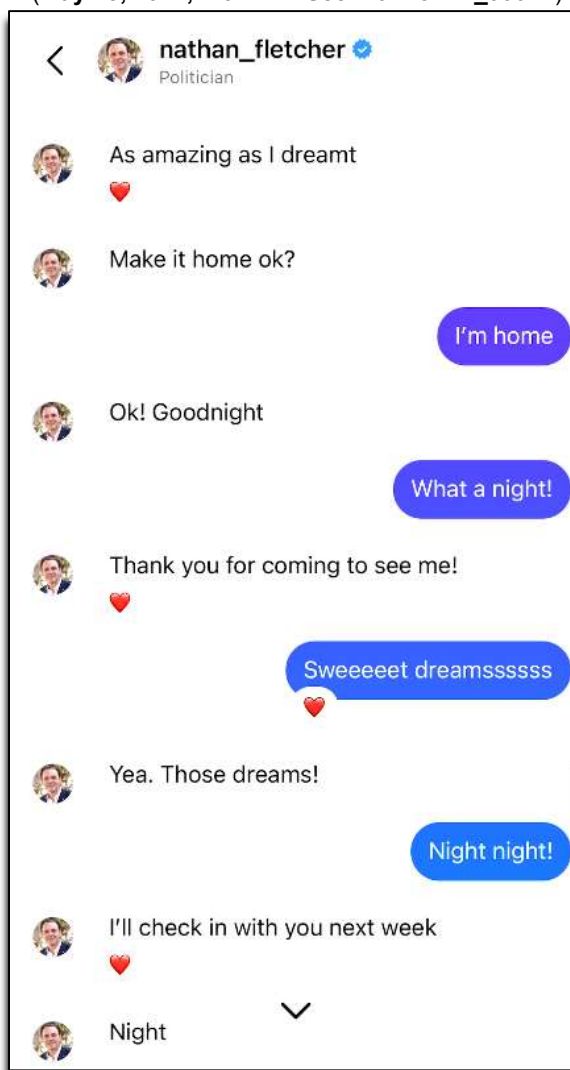 nathan_fletcher
Politician
As amazing as I dreamt
❤️
Make it home ok?
I'm home
Ok! Goodnight
What a night!
Thank you for coming to see me!
❤️
Sweeeeet dreamssssss
❤️
Yea. Those dreams!
Night night!
I'll check in with you next week
❤️
Night